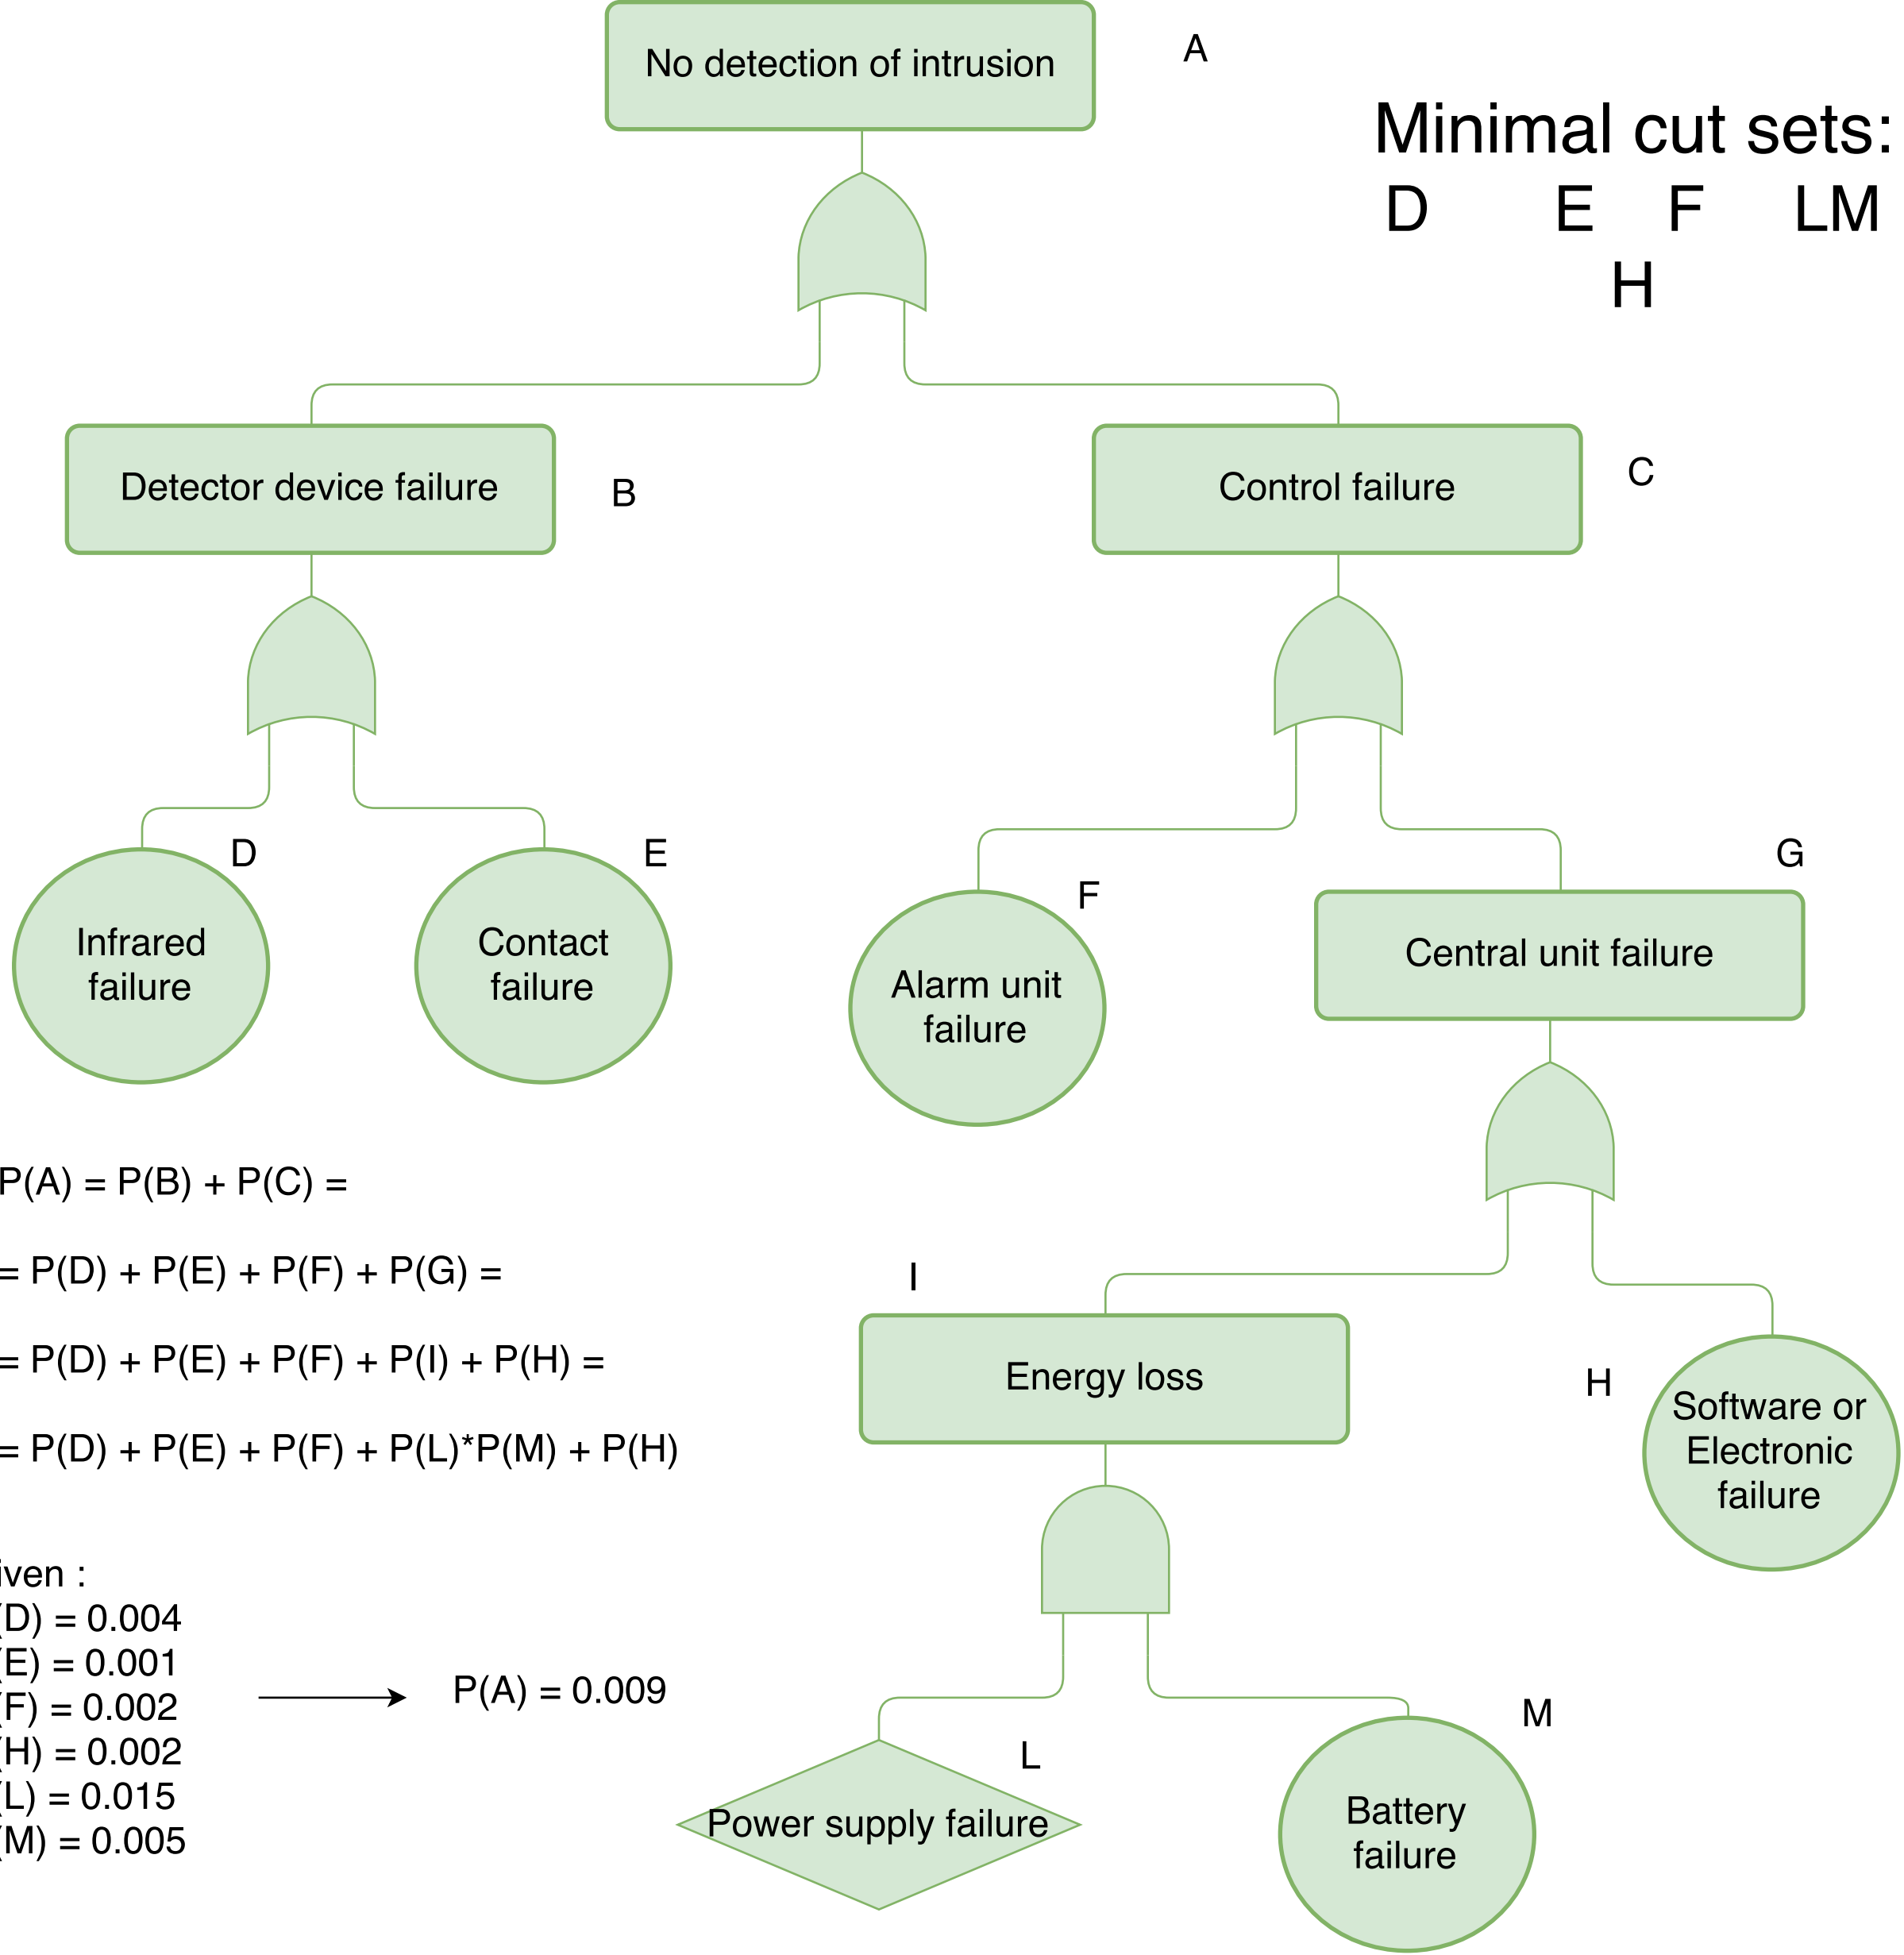 No detection of intrusion
A
Minimal cut sets:
D E F LM
H
Detector device failure
B
Control failure
C
D
Infrared
failure
E
Contact
failure
F
Alarm unit
failure
G
Central unit failure
P(A) = P(B) + P(C) =
= P(D) + P(E) + P(F) + P(G) =
= P(D) + P(E) + P(F) + P(I) + P(H) =
= P(D) + P(E) + P(F) + P(L)*P(M) + P(H)
I
Energy loss
H
Software or
Electronic
failure
iven :
(D) = 0.004
(E) = 0.001
(F) = 0.002
(H) = 0.002
(L) = 0.015
(M) = 0.005
P(A) = 0.009
L
Power supply failure
M
Battery
failure